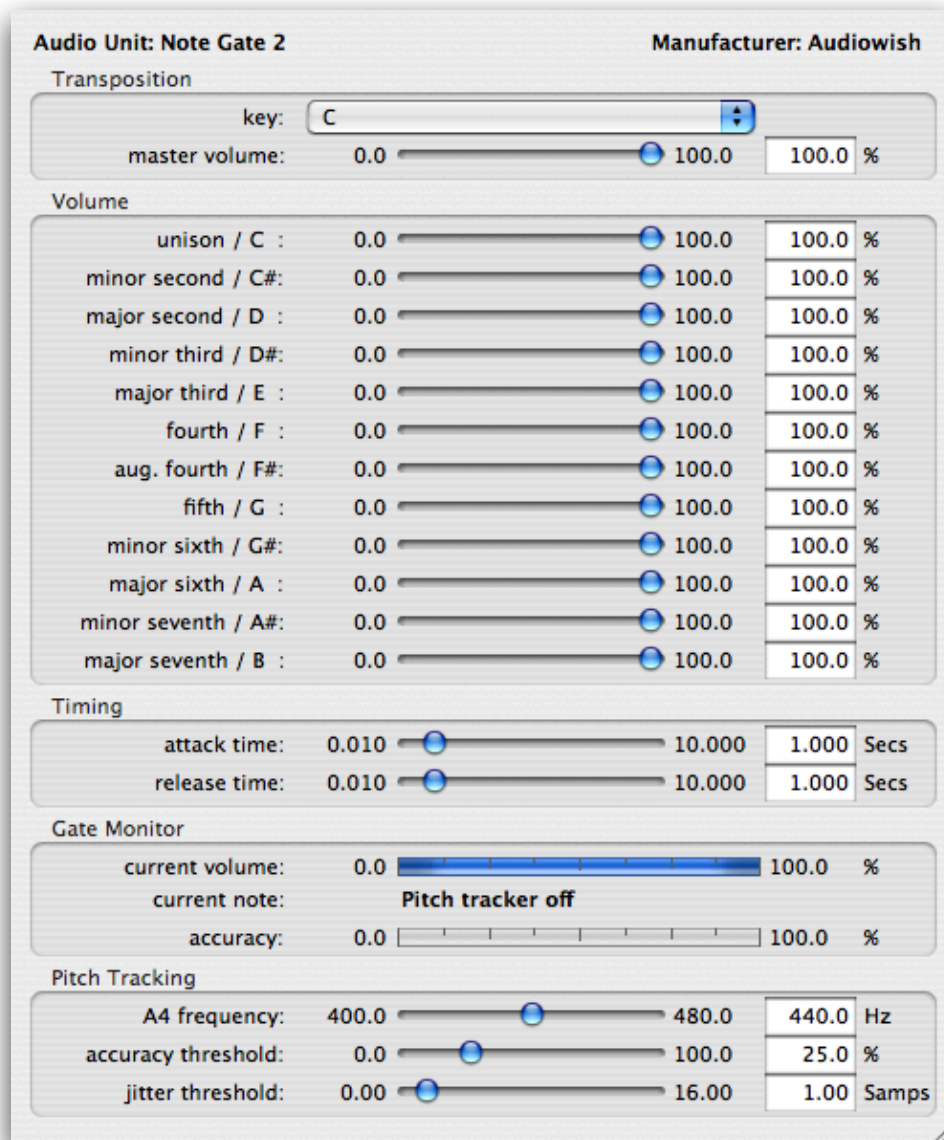 Audio Unit: Note Gate 2 Manufacturer: Audiowish
Transposition
key: C
master volume: 0.0 100.0 100.0 %
Volume
unison / C : 0.0 100.0 100.0 %
minor second / C#: 0.0 100.0 100.0 %
major second / D : 0.0 100.0 100.0 %
minor third / D#: 0.0 100.0 100.0 %
major third / E : 0.0 100.0 100.0 %
fourth / F : 0.0 100.0 100.0 %
aug. fourth / F#: 0.0 100.0 100.0 %
fifth / G : 0.0 100.0 100.0 %
minor sixth / G#: 0.0 100.0 100.0 %
major sixth / A : 0.0 100.0 100.0 %
minor seventh / A#: 0.0 100.0 100.0 %
major seventh / B : 0.0 100.0 100.0 %
Timing
attack time: 0.010 10.000 1.000 Secs
release time: 0.010 10.000 1.000 Secs
Gate Monitor
current volume: 0.0 100.0 %
current note: Pitch tracker off
accuracy: 0.0 100.0 %
Pitch Tracking
A4 frequency: 400.0 480.0 440.0 Hz
accuracy threshold: 0.0 100.0 25.0 %
jitter threshold: 0.00 16.00 1.00 Samps